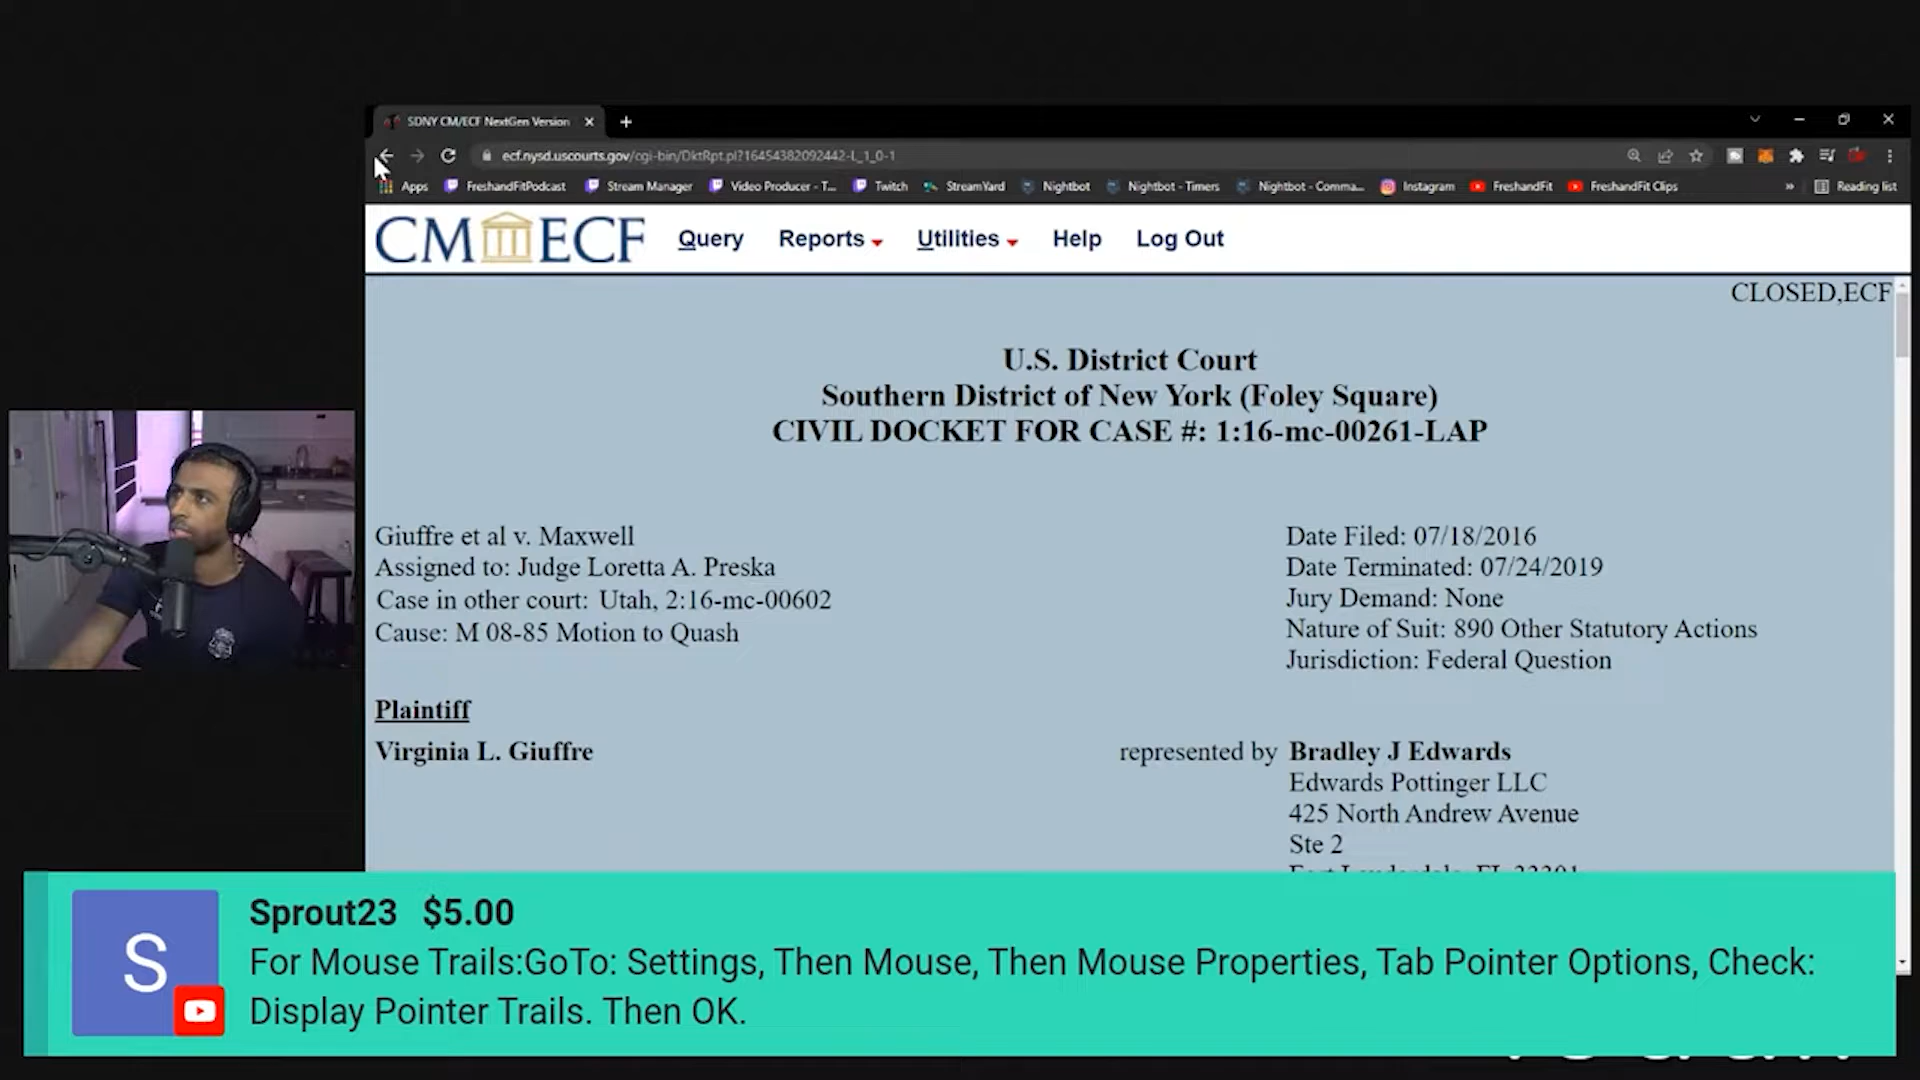 SDNY CM/ECF NextGen Version
ecf.nysd.uscourts.gov/cgi-bin/DktRpt.pl?16454382092442-L_1_0-1
Apps FreshandFitPodcast Stream Manager Video Producer - T... Twitch StreamYard Nightbot Nightbot - Timers Nightbot - Comma... Instagram FreshandFit FreshandFit Clips » Reading list
CM ECF Query Reports Utilities Help Log Out
CLOSED,ECF
U.S. District Court
Southern District of New York (Foley Square)
CIVIL DOCKET FOR CASE #: 1:16-mc-00261-LAP
Giuffre et al v. Maxwell
Assigned to: Judge Loretta A. Preska
Case in other court: Utah, 2:16-mc-00602
Cause: M 08-85 Motion to Quash
Date Filed: 07/18/2016
Date Terminated: 07/24/2019
Jury Demand: None
Nature of Suit: 890 Other Statutory Actions
Jurisdiction: Federal Question
Plaintiff
Virginia L. Giuffre
represented by Bradley J Edwards
Edwards Pottinger LLC
425 North Andrew Avenue
Ste 2
S
Sprout23 $5.00
For Mouse Trails:GoTo: Settings, Then Mouse, Then Mouse Properties, Tab Pointer Options, Check:
Display Pointer Trails. Then OK.